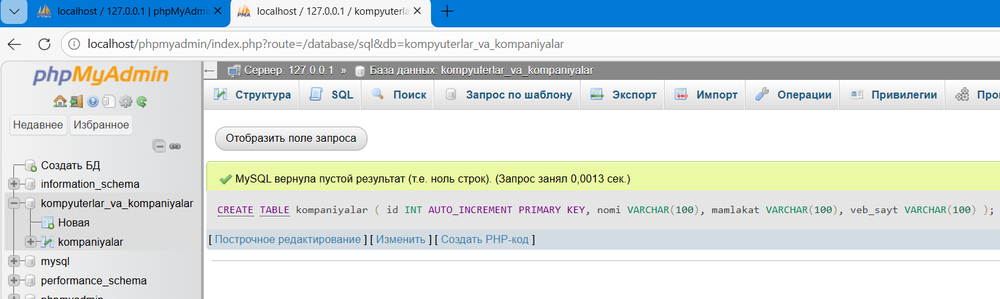 localhost / 127.0.0.1 | phpMyAdmi
localhost / 127.0.0.1 / kompyuterla
localhost/phpmyadmin/index.php?route=/database/sql&db=kompyuterlar_va_kompaniyalar
phpMyAdmin
Недавнее Избранное
Создать БД
information_schema
kompyuterlar_va_kompaniyalar
Новая
kompaniyalar
mysql
performance_schema
phpmyadmin
Сервер: 127.0.0.1 » База данных: kompyuterlar_va_kompaniyalar
Структура SQL Поиск Запрос по шаблону Экспорт Импорт Операции Привилегии Про
Отобразить поле запроса
MySQL вернула пустой результат (т.е. ноль строк). (Запрос занял 0,0013 сек.)
CREATE TABLE kompaniyalar ( id INT AUTO_INCREMENT PRIMARY KEY, nomi VARCHAR(100), mamlakat VARCHAR(100), veb_sayt VARCHAR(100) );
[ Построчное редактирование ] [ Изменить ] [ Создать PHP-код ]